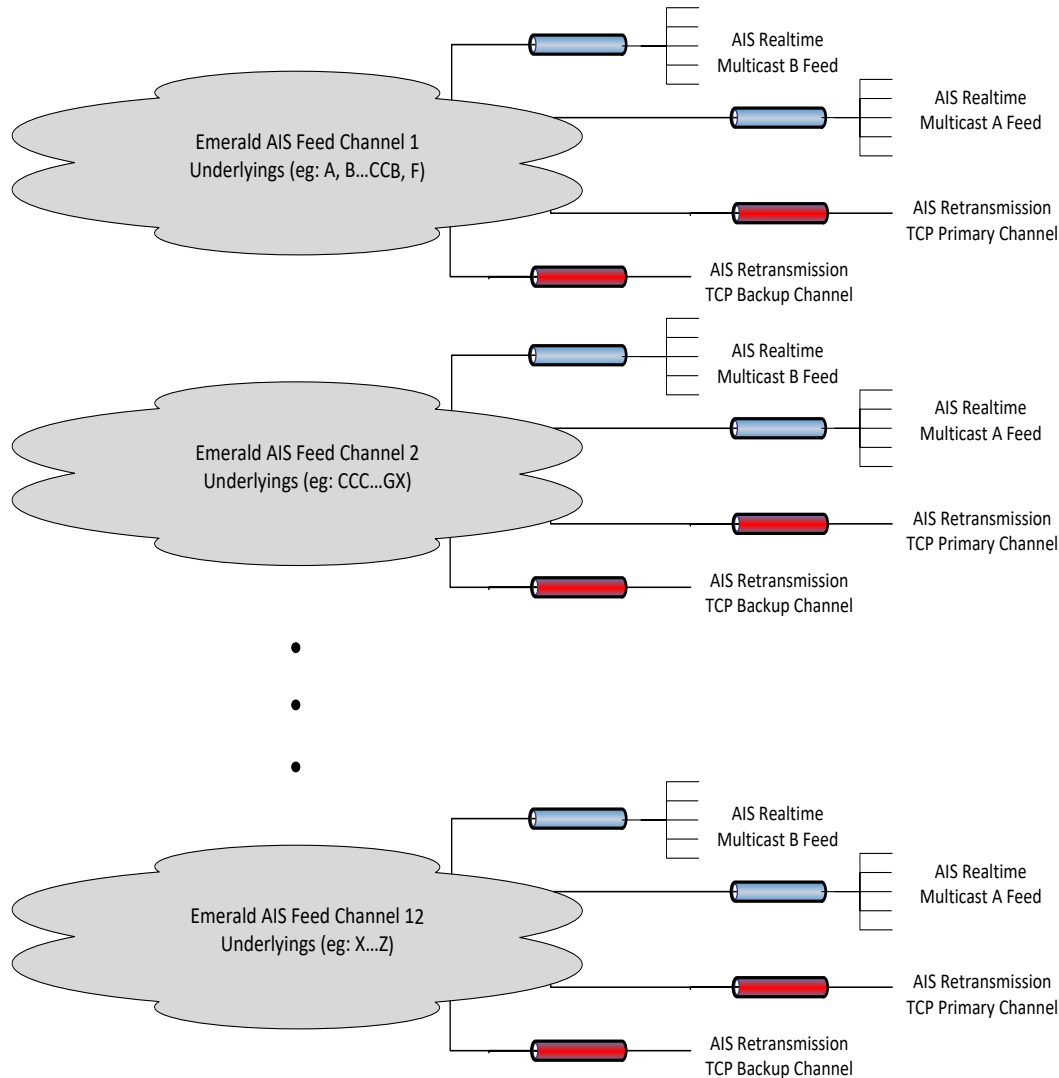 AIS Realtime
Multicast B Feed
AIS Realtime
Multicast A Feed
Emerald AIS Feed Channel 1
Underlyings (eg: A, B...CCB, F)
AIS Retransmission
TCP Primary Channel
AIS Retransmission
TCP Backup Channel
AIS Realtime
Multicast B Feed
AIS Realtime
Multicast A Feed
Emerald AIS Feed Channel 2
Underlyings (eg: CCC...GX)
AIS Retransmission
TCP Primary Channel
AIS Retransmission
TCP Backup Channel
AIS Realtime
Multicast B Feed
AIS Realtime
Multicast A Feed
Emerald AIS Feed Channel 12
Underlyings (eg: X...Z)
AIS Retransmission
TCP Primary Channel
AIS Retransmission
TCP Backup Channel